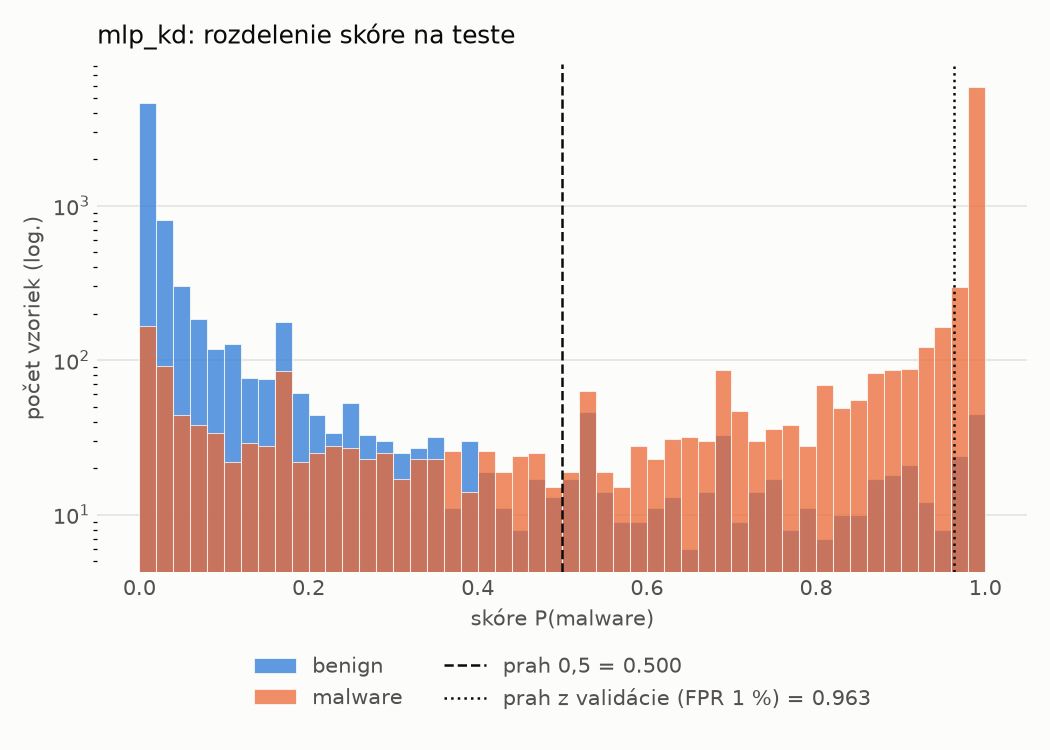 mlp_kd: rozdelenie skóre na teste
počet vzoriek (log.)
10³
10²
10¹
0.0 0.2 0.4 0.6 0.8 1.0
skóre P(malware)
benign
malware
prah 0,5 = 0.500
prah z validácie (FPR 1 %) = 0.963